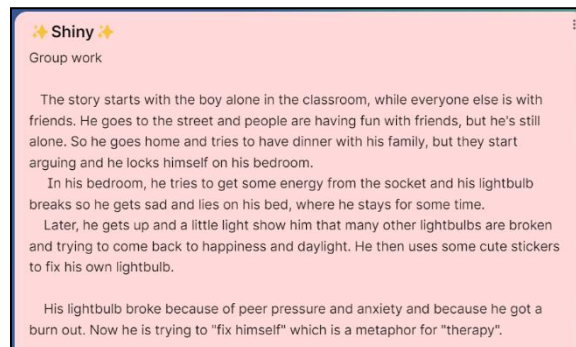 ✨Shiny✨
Group work
The story starts with the boy alone in the classroom, while everyone else is with
friends. He goes to the street and people are having fun with friends, but he's still
alone. So he goes home and tries to have dinner with his family, but they start
arguing and he locks himself on his bedroom.
In his bedroom, he tries to get some energy from the socket and his lightbulb
breaks so he gets sad and lies on his bed, where he stays for some time.
Later, he gets up and a little light show him that many other lightbulbs are broken
and trying to come back to happiness and daylight. He then uses some cute stickers
to fix his own lightbulb.
His lightbulb broke because of peer pressure and anxiety and because he got a
burn out. Now he is trying to "fix himself" which is a metaphor for "therapy".